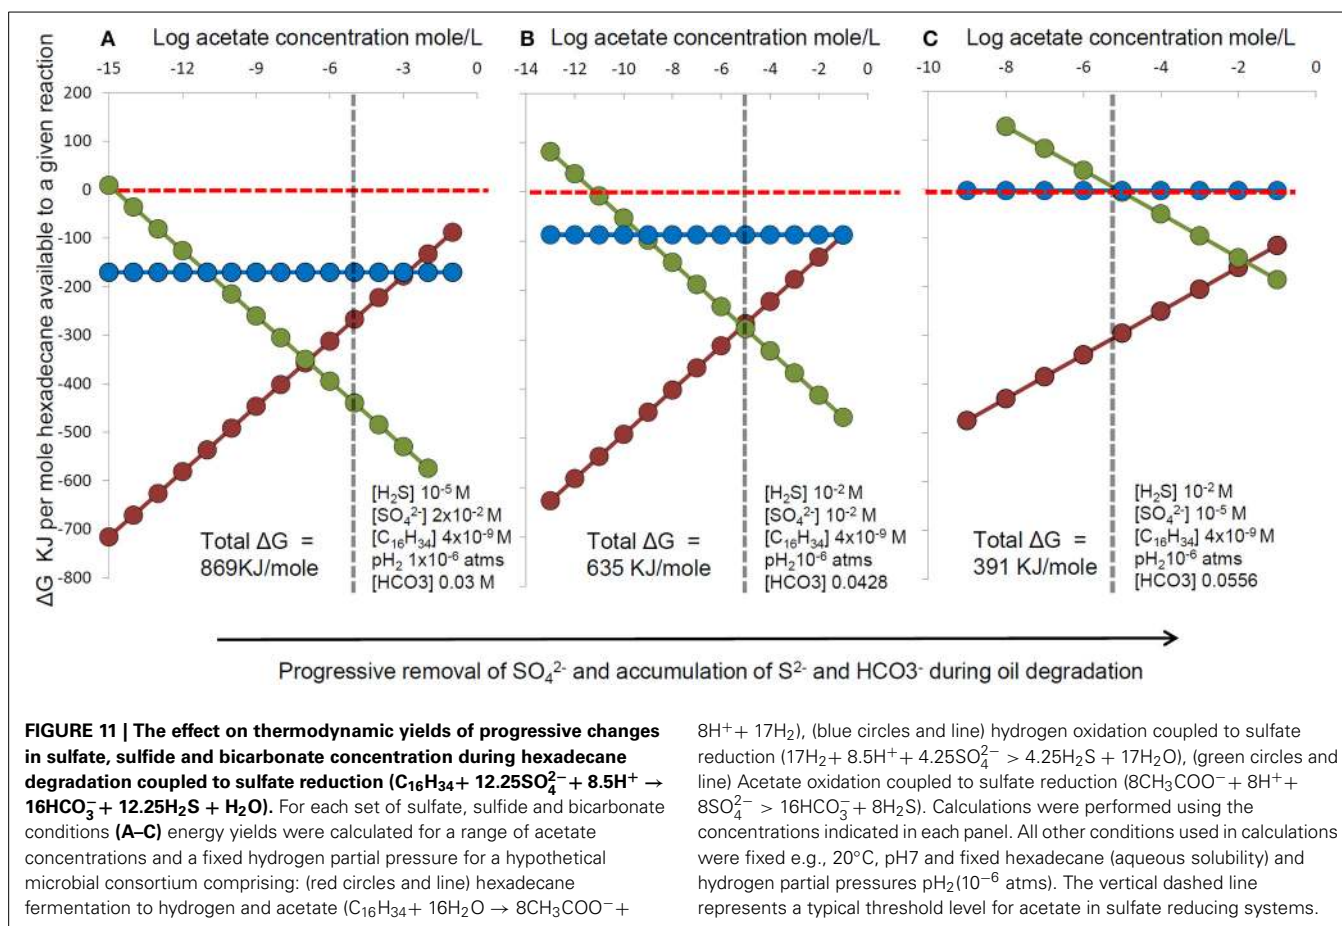 A Log acetate concentration mole/L
B Log acetate concentration mole/L
C Log acetate concentration mole/L
-15 -12 -9 -6 -3 0
-14 -12 -10 -8 -6 -4 -2 0
-10 -8 -6 -4 -2 0
ΔG KJ per mole hexadecane available to a given reaction
200
100
0
-100
-200
-300
-400
-500
-600
-700
-800
Total ΔG =
869KJ/mole
[H₂S] 10⁻⁵ M
[SO₄²⁻] 2x10⁻² M
[C₁₆H₃₄] 4x10⁻⁹ M
pH₂ 1x10⁻⁶ atms
[HCO3] 0.03 M
Total ΔG =
635 KJ/mole
[H₂S] 10⁻² M
[SO₄²⁻] 10⁻² M
[C₁₆H₃₄] 4x10⁻⁹ M
pH₂10⁻⁶ atms
[HCO3] 0.0428
Total ΔG =
391 KJ/mole
[H₂S] 10⁻² M
[SO₄²⁻] 10⁻⁵ M
[C₁₆H₃₄] 4x10⁻⁹ M
pH₂10⁻⁶ atms
[HCO3] 0.0556
Progressive removal of SO₄²⁻ and accumulation of S²⁻ and HCO3⁻ during oil degradation
FIGURE 11 | The effect on thermodynamic yields of progressive changes
in sulfate, sulfide and bicarbonate concentration during hexadecane
degradation coupled to sulfate reduction (C₁₆H₃₄+ 12.25SO₄²⁻ + 8.5H⁺ →
16HCO₃⁻ + 12.25H₂S + H₂O). For each set of sulfate, sulfide and bicarbonate
conditions (A–C) energy yields were calculated for a range of acetate
concentrations and a fixed hydrogen partial pressure for a hypothetical
microbial consortium comprising: (red circles and line) hexadecane
fermentation to hydrogen and acetate (C₁₆H₃₄+ 16H₂O → 8CH₃COO⁻+
8H⁺+ 17H₂), (blue circles and line) hydrogen oxidation coupled to sulfate
reduction (17H₂+ 8.5H⁺+ 4.25SO₄²⁻ > 4.25H₂S + 17H₂O), (green circles and
line) Acetate oxidation coupled to sulfate reduction (8CH₃COO⁻+ 8H⁺+
8SO₄²⁻ > 16HCO₃⁻+ 8H₂S). Calculations were performed using the
concentrations indicated in each panel. All other conditions used in calculations
were fixed e.g., 20°C, pH7 and fixed hexadecane (aqueous solubility) and
hydrogen partial pressures pH₂(10⁻⁶ atms). The vertical dashed line
represents a typical threshold level for acetate in sulfate reducing systems.